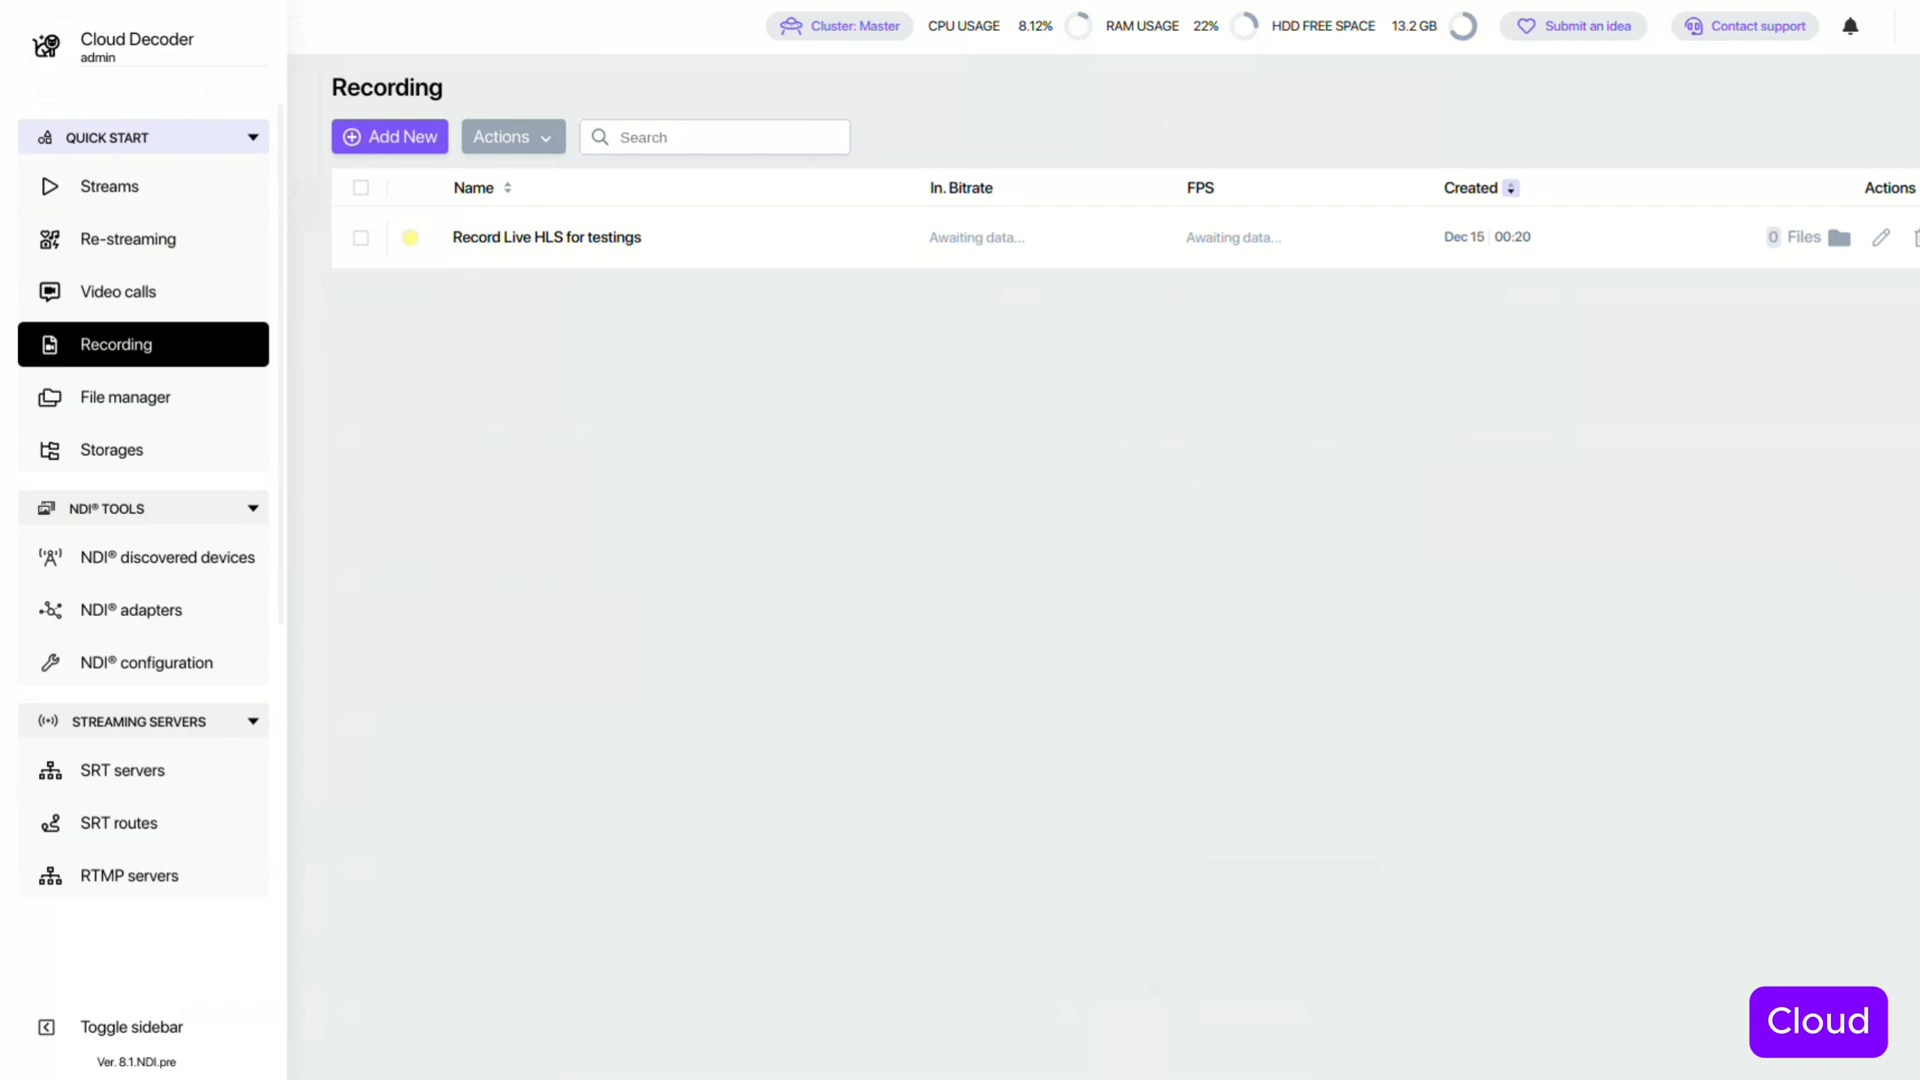 Cloud Decoder
admin
Cluster: Master
CPU USAGE 8.12%
RAM USAGE 22%
HDD FREE SPACE 13.2 GB
Submit an idea
Contact support
QUICK START
Streams
Re-streaming
Video calls
Recording
File manager
Storages
NDI® TOOLS
NDI® discovered devices
NDI® adapters
NDI® configuration
STREAMING SERVERS
SRT servers
SRT routes
RTMP servers
Toggle sidebar
Ver. 8.1.NDI.pre
Recording
Add New
Actions
Search
Name In. Bitrate FPS Created Actions
Record Live HLS for testings Awaiting data... Awaiting data... Dec 15 00:20 0 Files
Cloud